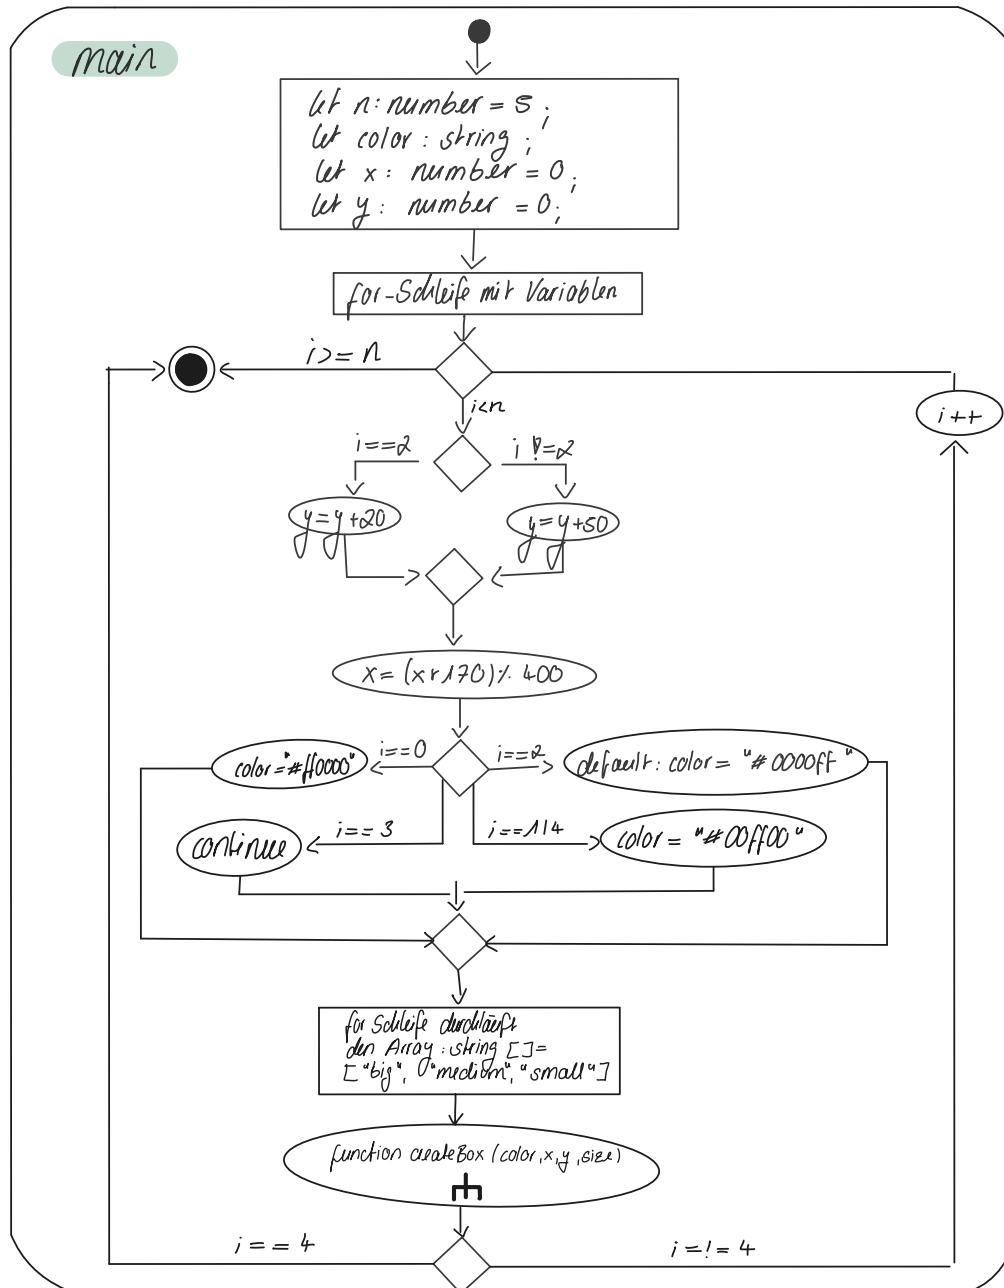 main
let n: number = 5;
let color: string;
let x: number = 0;
let y: number = 0;
for-Schleife mit Variablen
i>=n
i++
i<n
i==2
i !=2
y=y+20
y=y+50
x=(x+170)% 400
color="#ff0000"
i==0
i==2
default: color= "#0000ff"
continue
i==3
i==1|4
color= "#00ff00"
for Schleife durchläuft
den Array: string []=
["big", "medium", "small"]
function createBox (color,x,y,size)
i == 4
i =!= 4